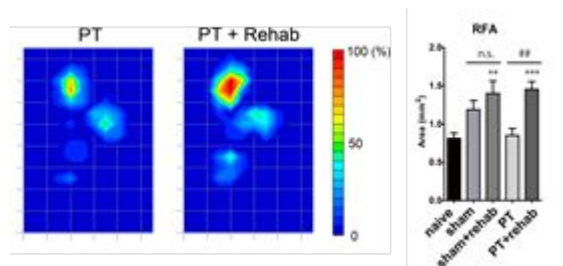 PT
PT + Rehab
100 (%)
50
0
RFA
Area (mm²)
2.0
1.5
1.0
0.5
0.0
n.s.
##
**
***
naive
sham
sham+rehab
PT
PT+rehab